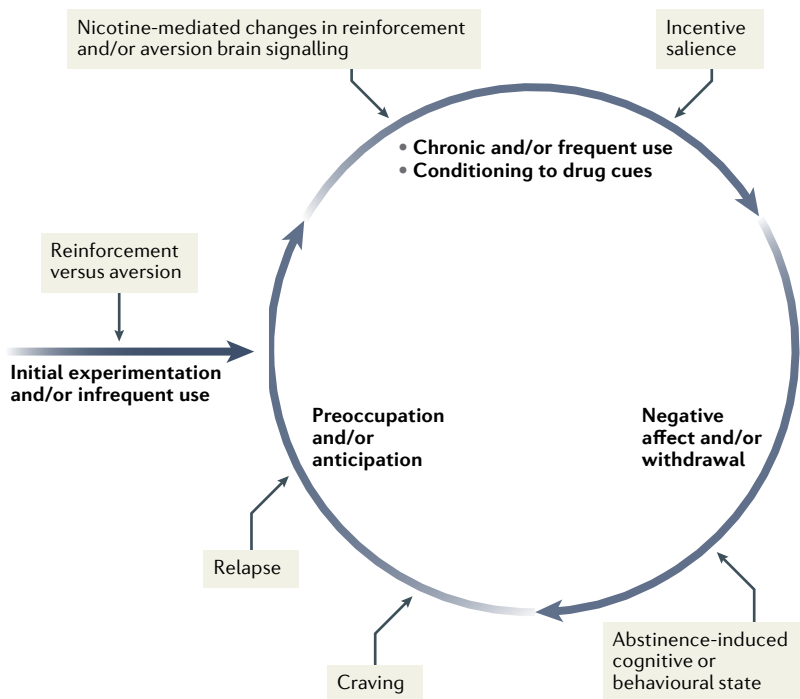 Nicotine-mediated changes in reinforcement
and/or aversion brain signalling
Incentive
salience
• Chronic and/or frequent use
• Conditioning to drug cues
Reinforcement
versus aversion
Initial experimentation
and/or infrequent use
Preoccupation
and/or
anticipation
Negative
affect and/or
withdrawal
Relapse
Craving
Abstinence-induced
cognitive or
behavioural state